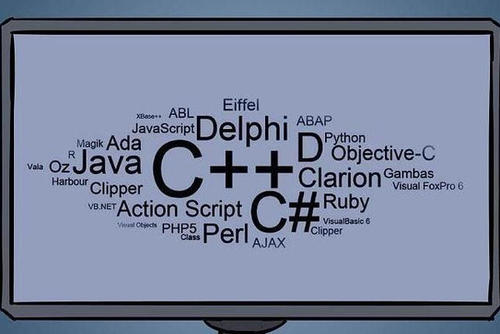 Eiffel
XBase++ ABL
ABAP
JavaScript Delphi
Python
Magik Ada
D
Objective-C
R
Vala Oz Java C++ Clarion Gambas
Harbour Clipper
Visual FoxPro 6
VB.NET Action Script C# Ruby
Visual Objects PHP5 Perl
VisualBasic 6
Class
Clipper
AJAX